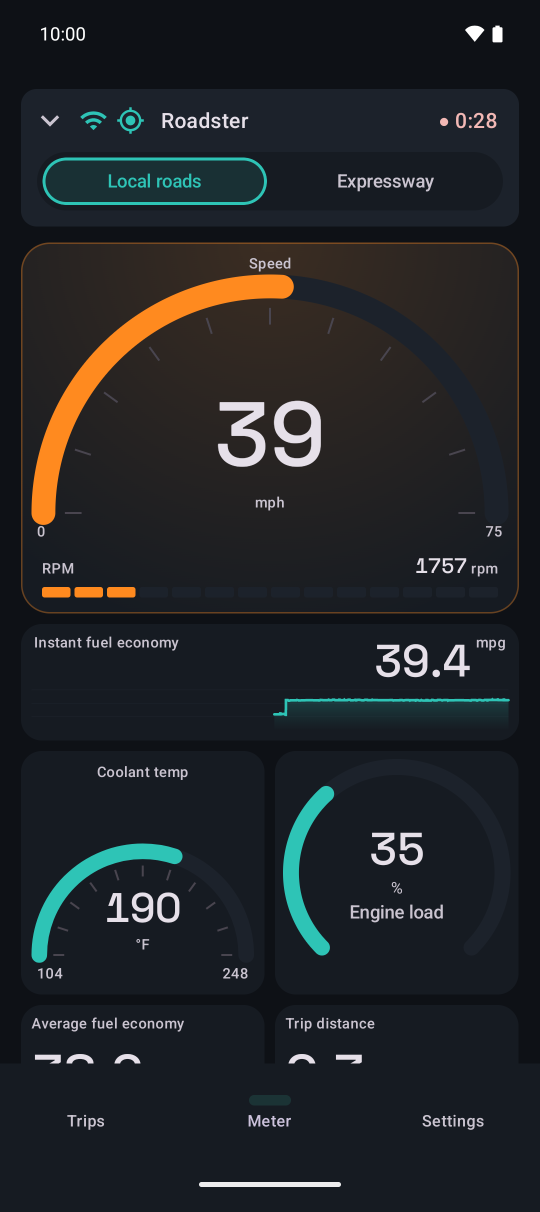 10:00
Roadster
0:28
Local roads
Expressway
Speed
39
mph
0
75
RPM
1757 rpm
Instant fuel economy
39.4 mpg
Coolant temp
190
°F
104
248
35
%
Engine load
Average fuel economy
Trip distance
Trips
Meter
Settings